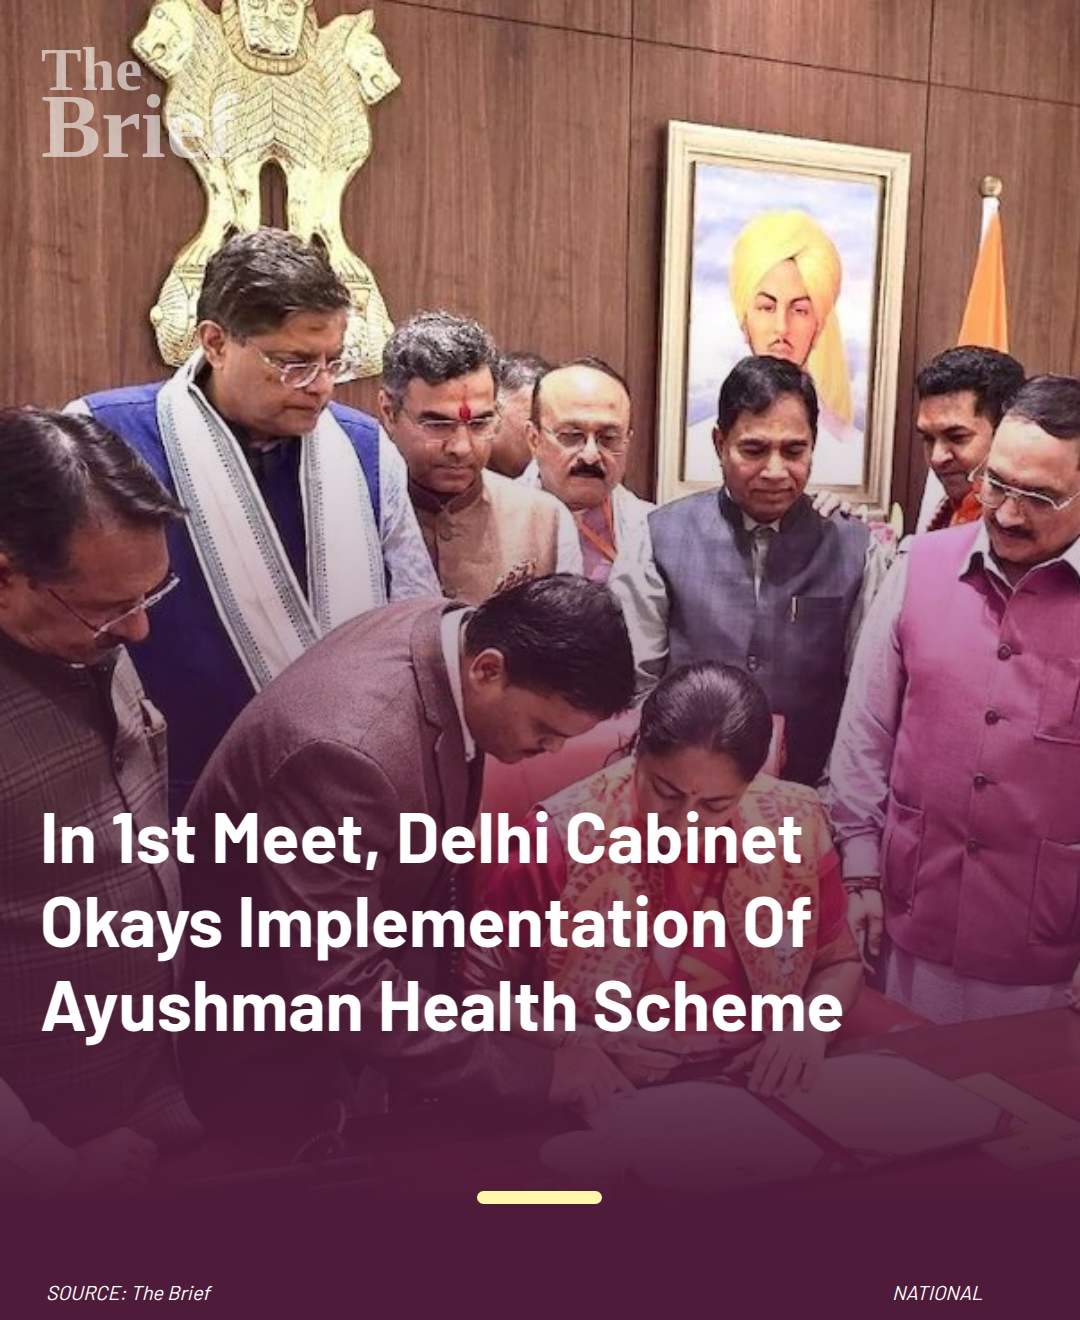 The
Brief
In 1st Meet, Delhi Cabinet
Okays Implementation Of
Ayushman Health Scheme
SOURCE: The Brief
NATIONAL